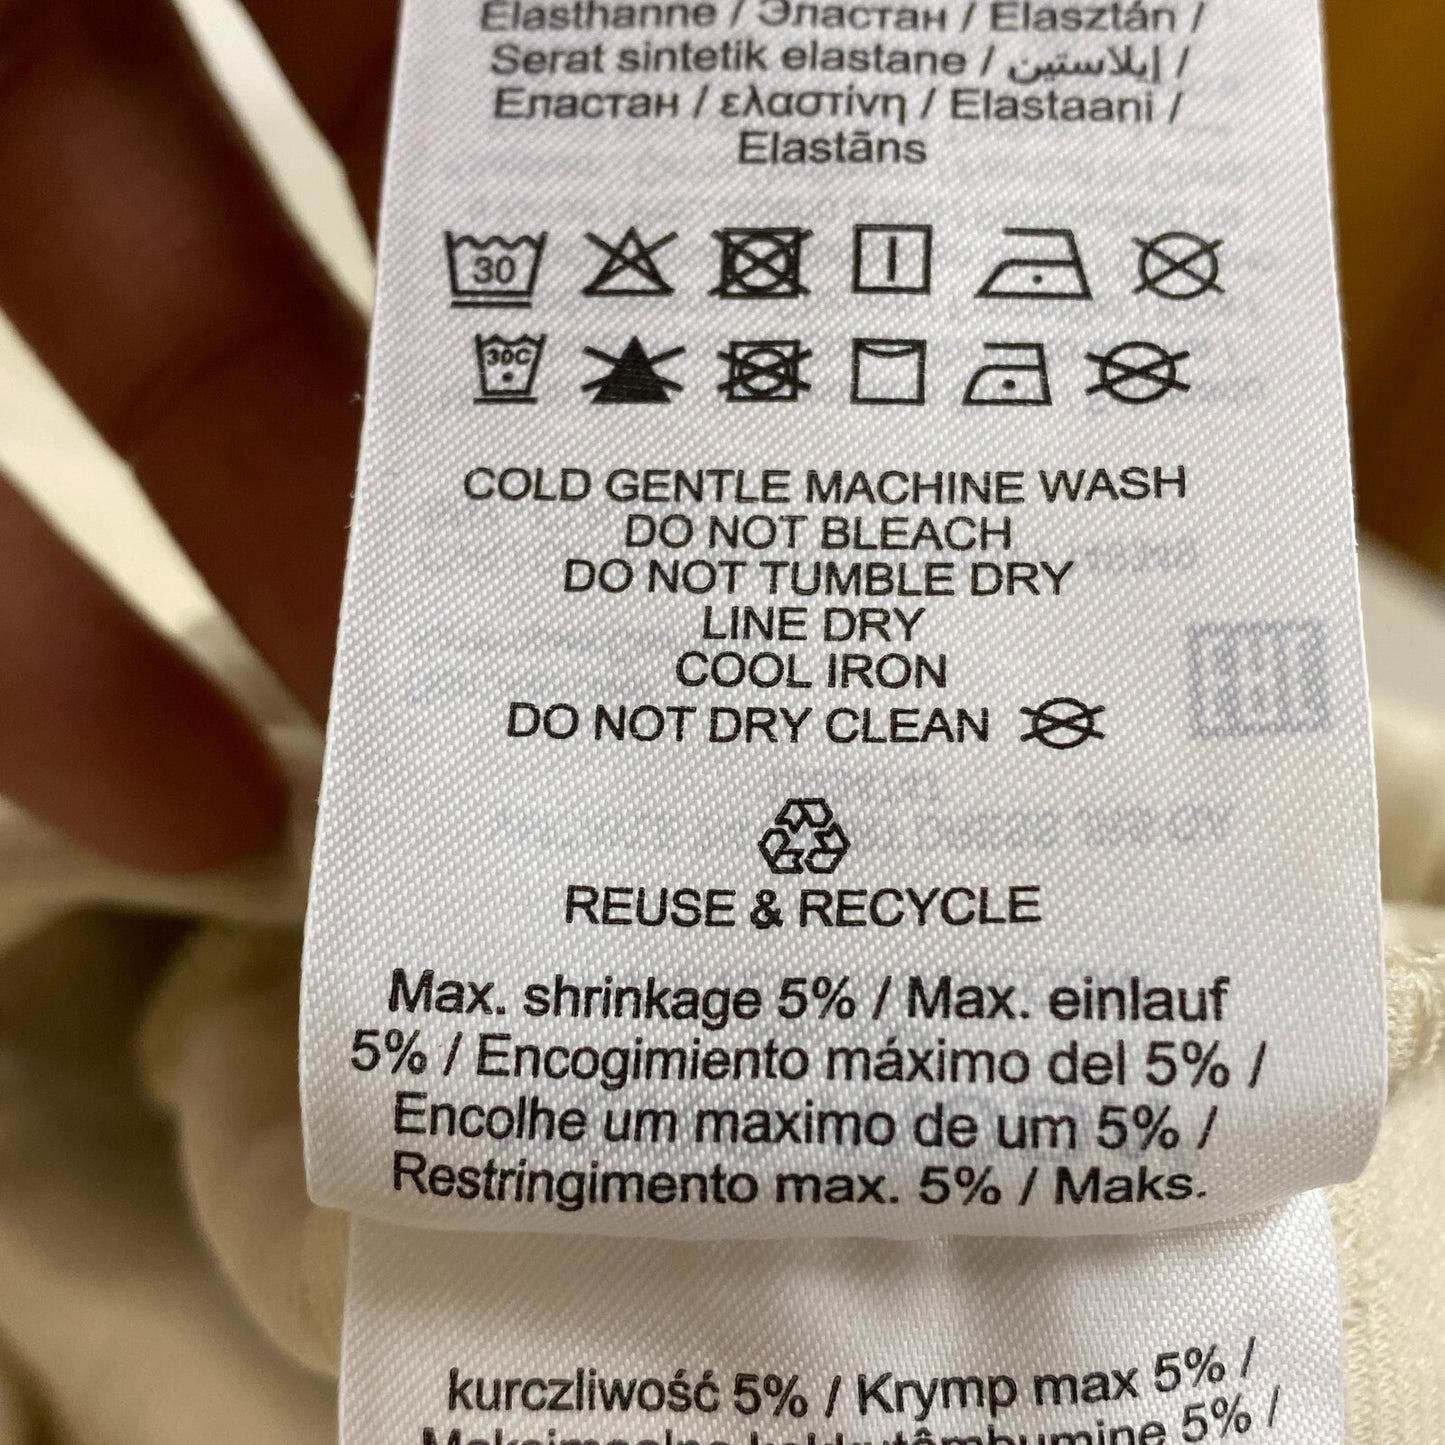 Elasthanne / Эластан / Elasztán /
Serat sintetik elastane / إيلاستين /
Еластан / ελαστίνη / Elastaani /
Elastāns
30
30C
COLD GENTLE MACHINE WASH
DO NOT BLEACH
DO NOT TUMBLE DRY
LINE DRY
COOL IRON
DO NOT DRY CLEAN
REUSE & RECYCLE
Max. shrinkage 5% / Max. einlauf
5% / Encogimiento máximo del 5% /
Encolhe um maximo de um 5% /
Restringimento max. 5% / Maks.
kurczliwość 5% / Krymp max 5% /
5% /